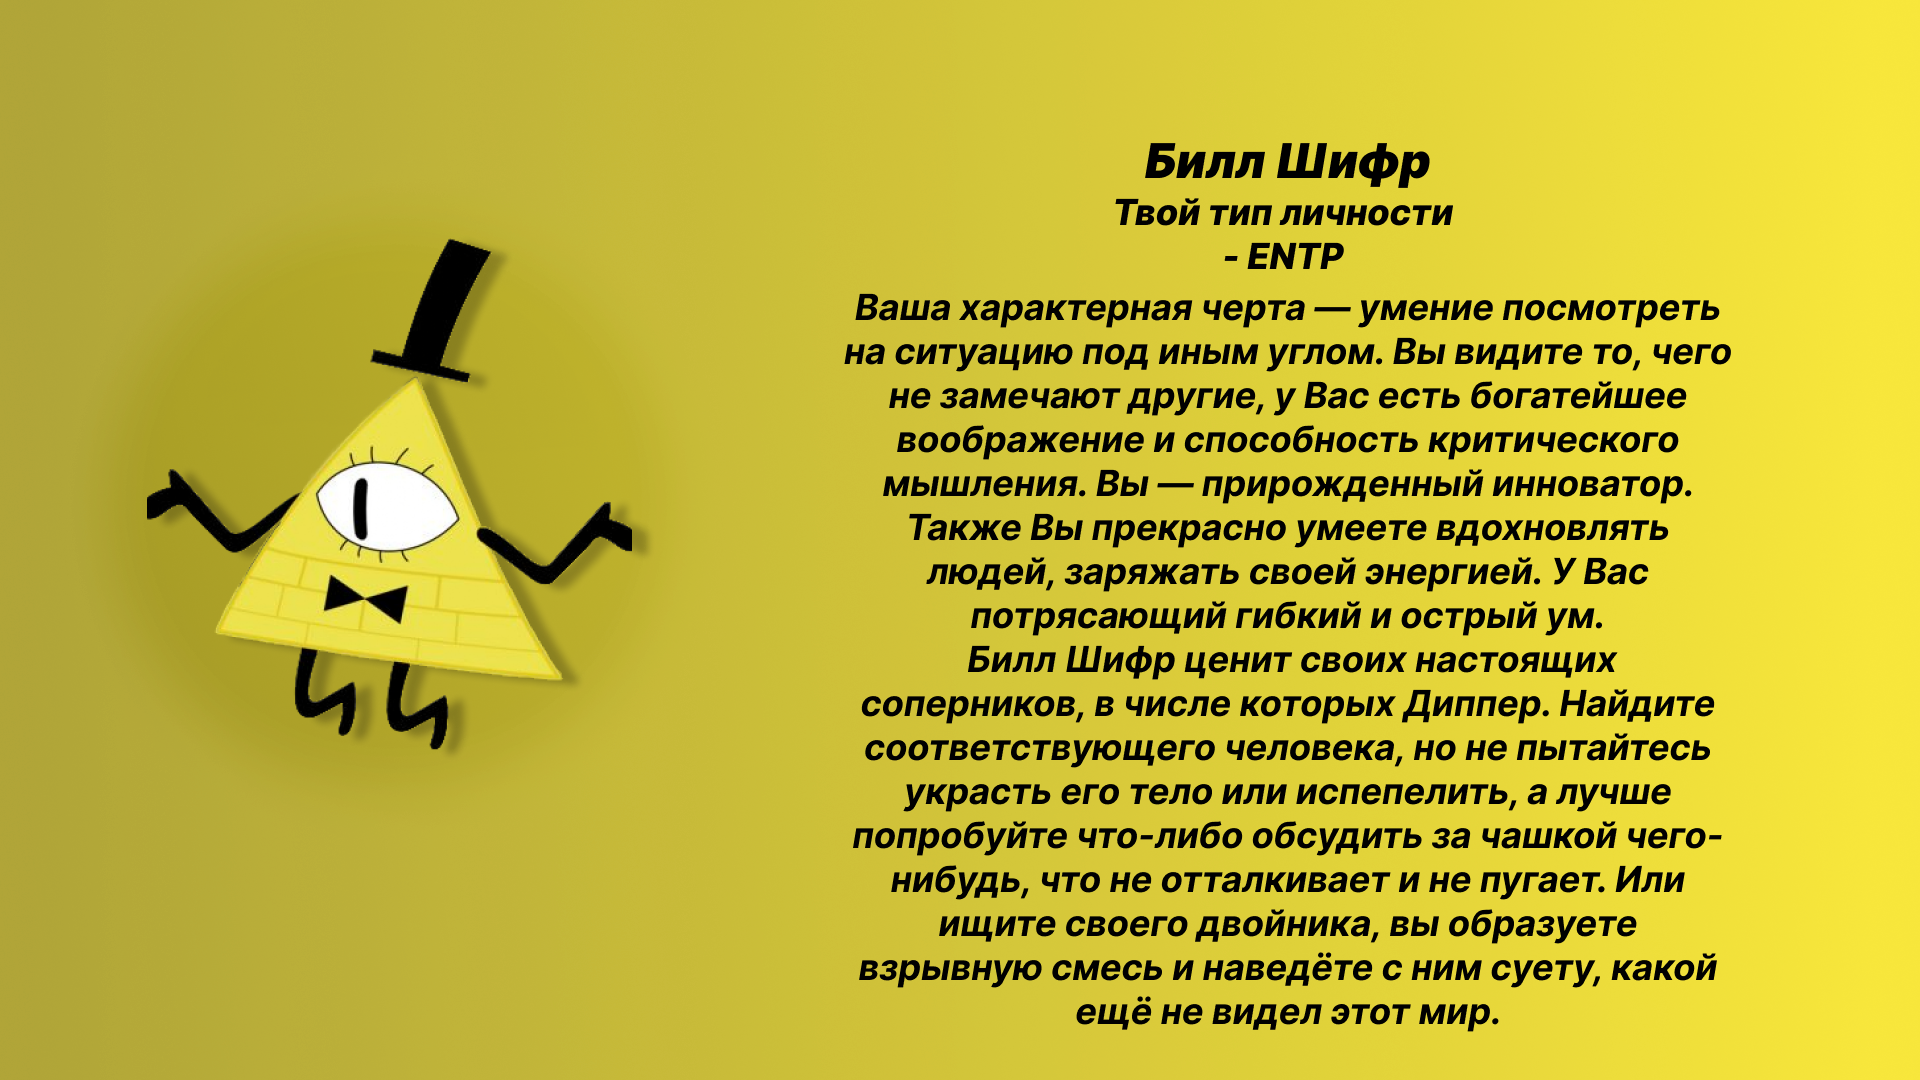 Билл Шифр
Твой тип личности
- ENTP
Ваша характерная черта — умение посмотреть
на ситуацию под иным углом. Вы видите то, чего
не замечают другие, у Вас есть богатейшее
воображение и способность критического
мышления. Вы — прирожденный инноватор.
Также Вы прекрасно умеете вдохновлять
людей, заряжать своей энергией. У Вас
потрясающий гибкий и острый ум.
Билл Шифр ценит своих настоящих
соперников, в числе которых Диппер. Найдите
соответствующего человека, но не пытайтесь
украсть его тело или испепелить, а лучше
попробуйте что-либо обсудить за чашкой чего-
нибудь, что не отталкивает и не пугает. Или
ищите своего двойника, вы образуете
взрывную смесь и наведёте с ним суету, какой
ещё не видел этот мир.